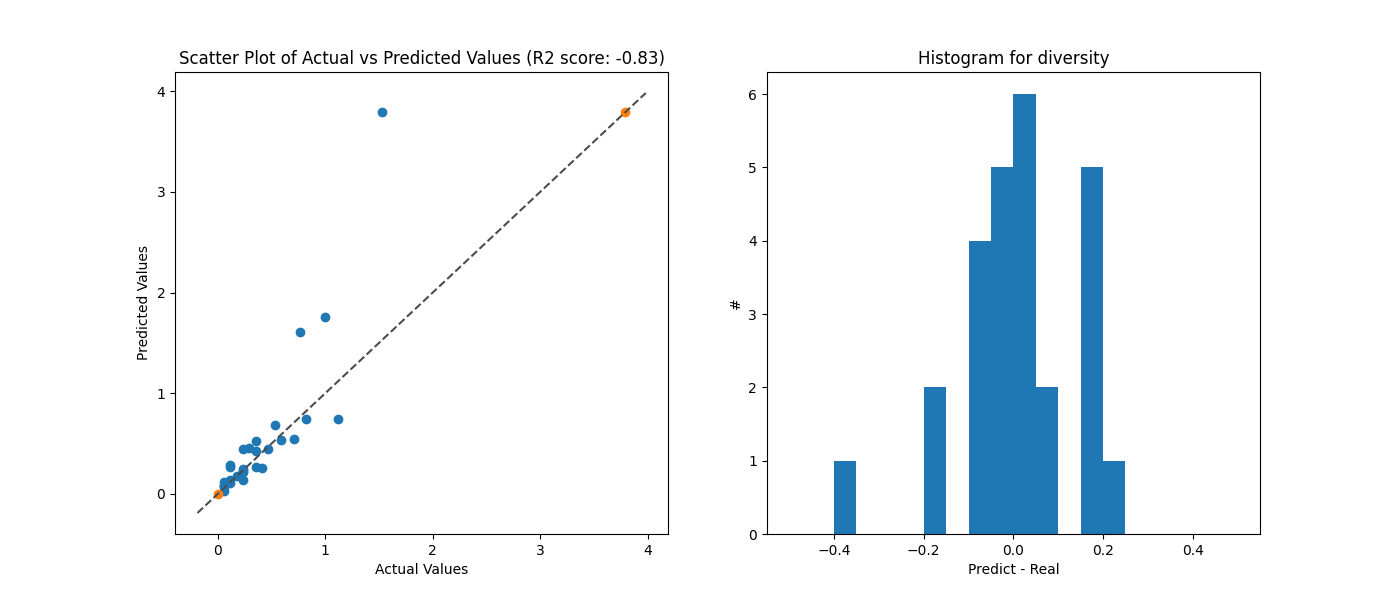 Scatter Plot of Actual vs Predicted Values (R2 score: -0.83)
4
3
2
1
0
Predicted Values
0 1 2 3 4
Actual Values
Histogram for diversity
6
5
4
3
2
1
0
#
−0.4 −0.2 0.0 0.2 0.4
Predict - Real